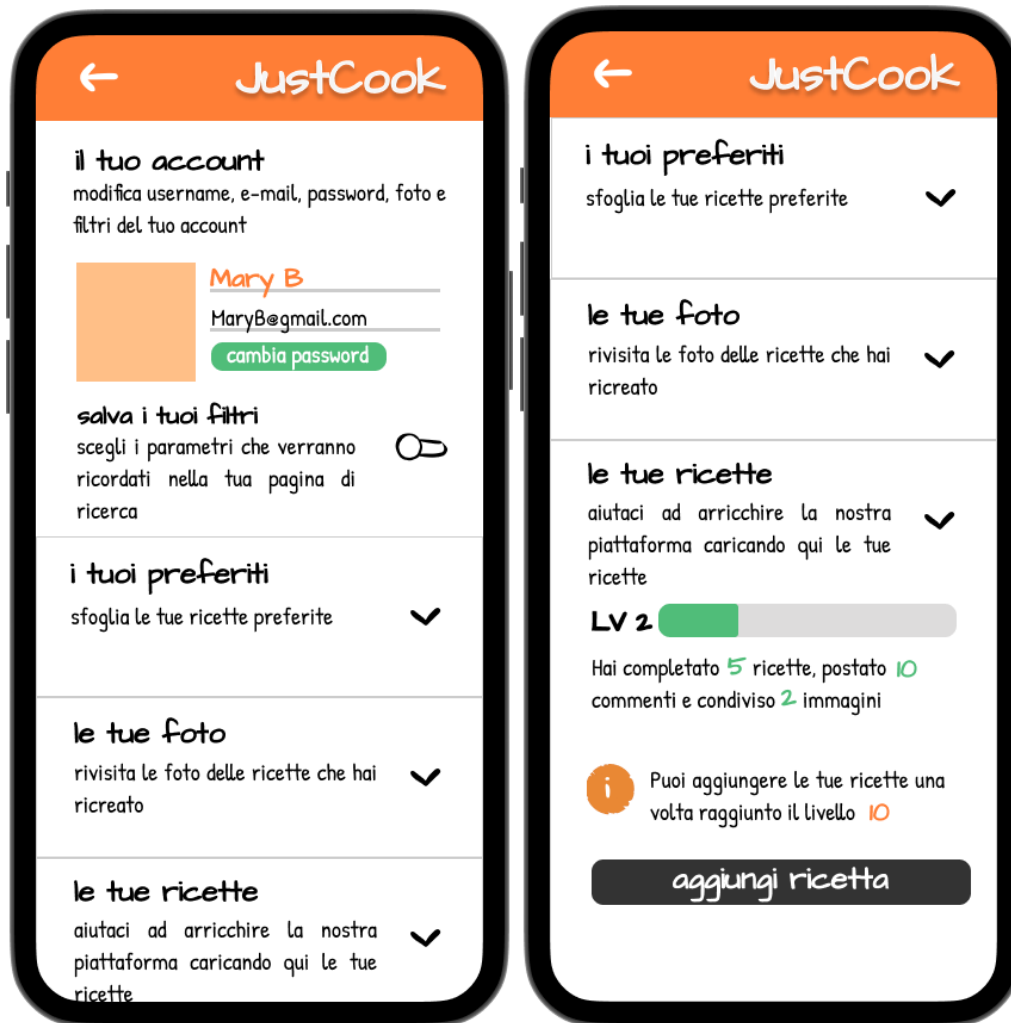 JustCook
il tuo account
modifica username, e-mail, password, foto e
filtri del tuo account
Mary B
MaryB@gmail.com
cambia password
salva i tuoi filtri
scegli i parametri che verranno
ricordati nella tua pagina di
ricerca
i tuoi preferiti
sfoglia le tue ricette preferite
le tue foto
rivisita le foto delle ricette che hai
ricreato
le tue ricette
aiutaci ad arricchire la nostra
piattaforma caricando qui le tue
ricette
JustCook
i tuoi preferiti
sfoglia le tue ricette preferite
le tue foto
rivisita le foto delle ricette che hai
ricreato
le tue ricette
aiutaci ad arricchire la nostra
piattaforma caricando qui le tue
ricette
LV 2
Hai completato 5 ricette, postato 10
commenti e condiviso 2 immagini
i
Puoi aggiungere le tue ricette una
volta raggiunto il livello 10
aggiungi ricetta